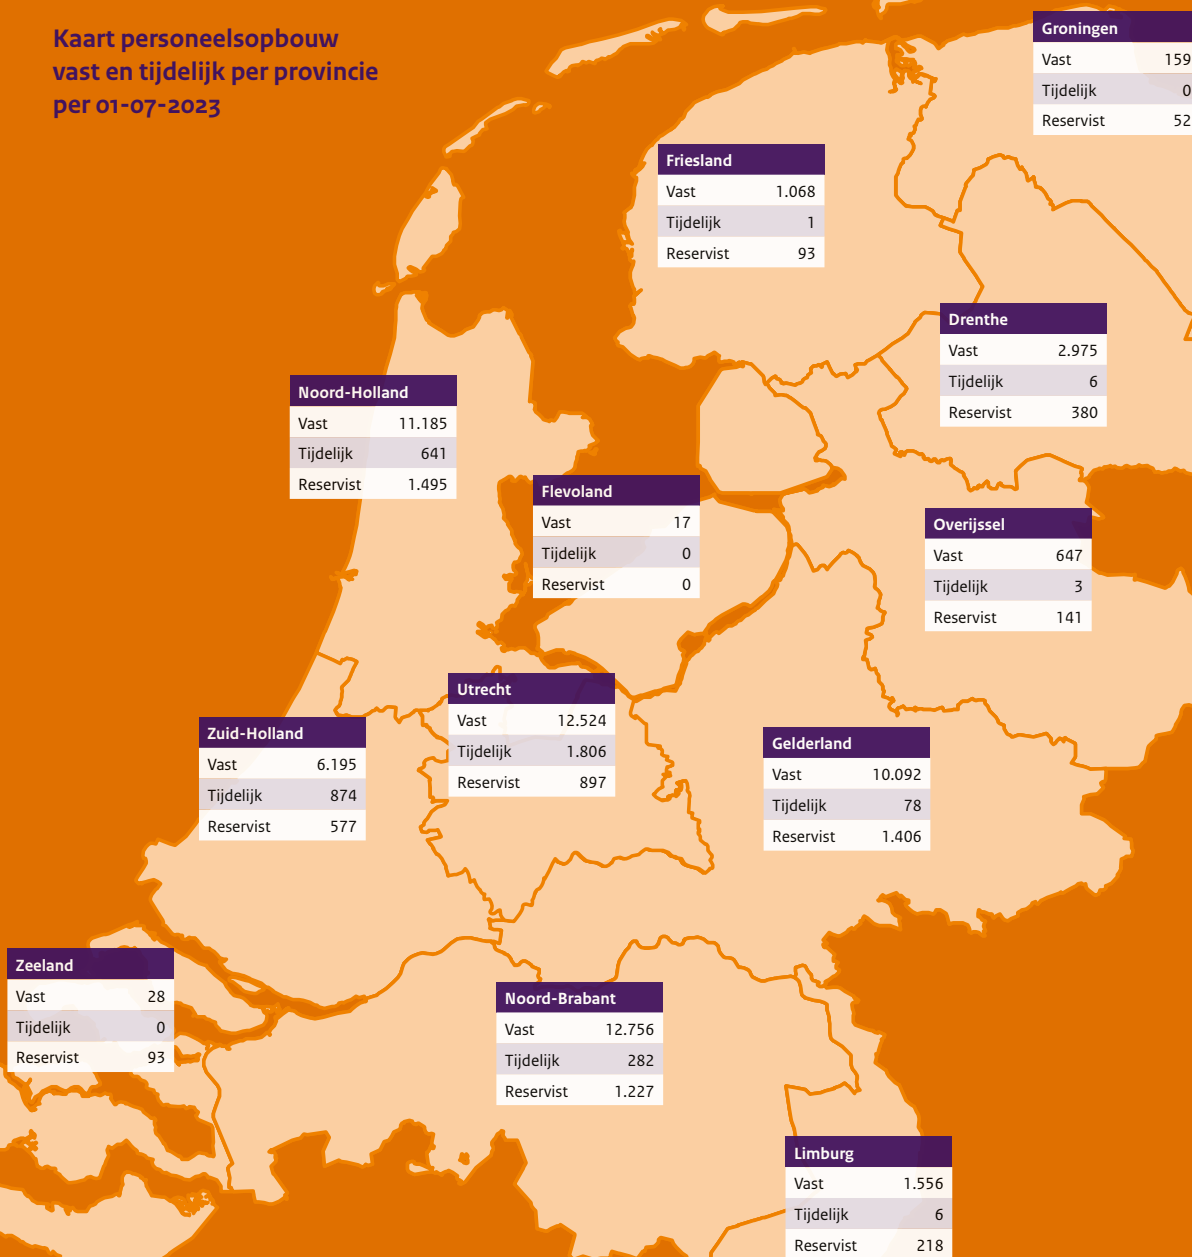 Kaart personeelsopbouw
vast en tijdelijk per provincie
per 01-07-2023
Groningen
Vast 159
Tijdelijk 0
Reservist 52
Friesland
Vast 1.068
Tijdelijk 1
Reservist 93
Drenthe
Vast 2.975
Tijdelijk 6
Reservist 380
Noord-Holland
Vast 11.185
Tijdelijk 641
Reservist 1.495
Flevoland
Vast 17
Tijdelijk 0
Reservist 0
Overijssel
Vast 647
Tijdelijk 3
Reservist 141
Utrecht
Vast 12.524
Tijdelijk 1.806
Reservist 897
Zuid-Holland
Vast 6.195
Tijdelijk 874
Reservist 577
Gelderland
Vast 10.092
Tijdelijk 78
Reservist 1.406
Zeeland
Vast 28
Tijdelijk 0
Reservist 93
Noord-Brabant
Vast 12.756
Tijdelijk 282
Reservist 1.227
Limburg
Vast 1.556
Tijdelijk 6
Reservist 218